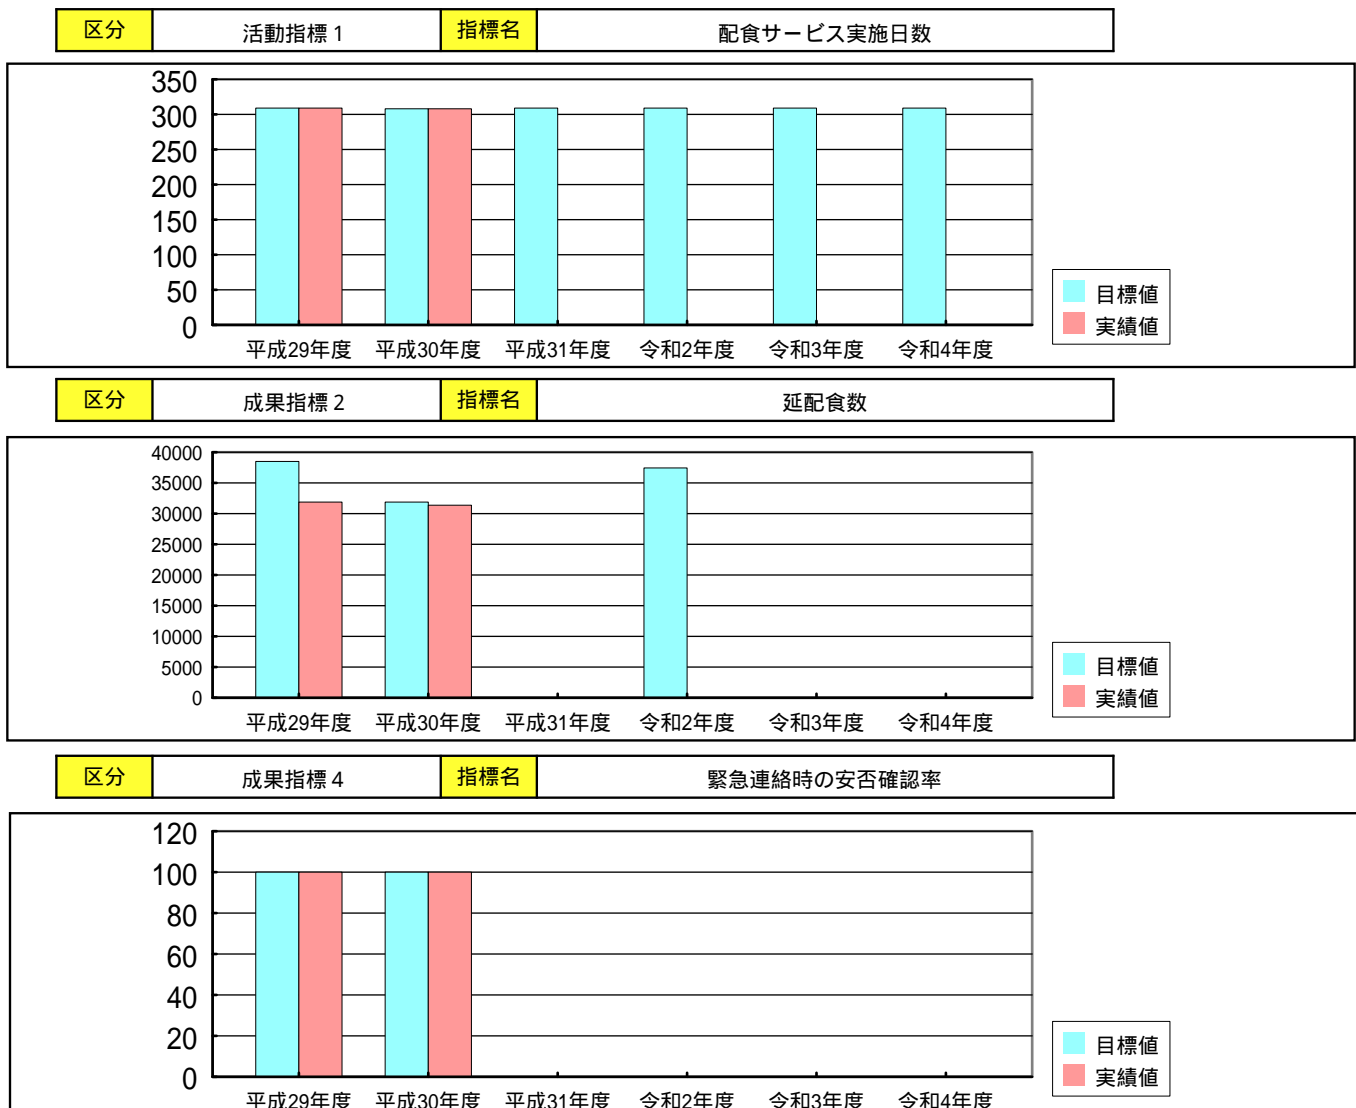 区分 活動指標１ 指標名 配食サービス実施日数
350
300
250
200
150
100
50
0
平成29年度 平成30年度 平成31年度 令和2年度 令和3年度 令和4年度
目標値
実績値
区分 成果指標２ 指標名 延配食数
40000
35000
30000
25000
20000
15000
10000
5000
0
平成29年度 平成30年度 平成31年度 令和2年度 令和3年度 令和4年度
目標値
実績値
区分 成果指標４ 指標名 緊急連絡時の安否確認率
120
100
80
60
40
20
0
平成29年度 平成30年度 平成31年度 令和2年度 令和3年度 令和4年度
目標値
実績値